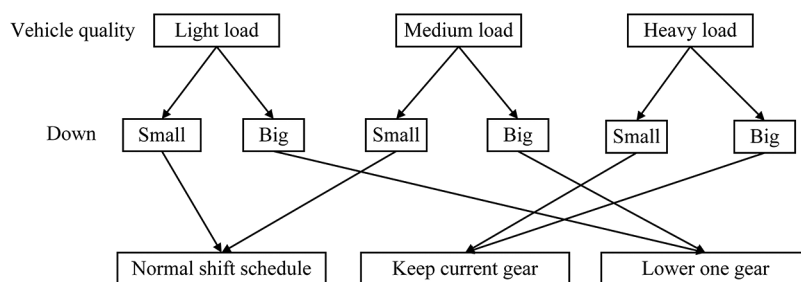 Vehicle quality Light load Medium load Heavy load
Down Small Big Small Big Small Big
Normal shift schedule Keep current gear Lower one gear